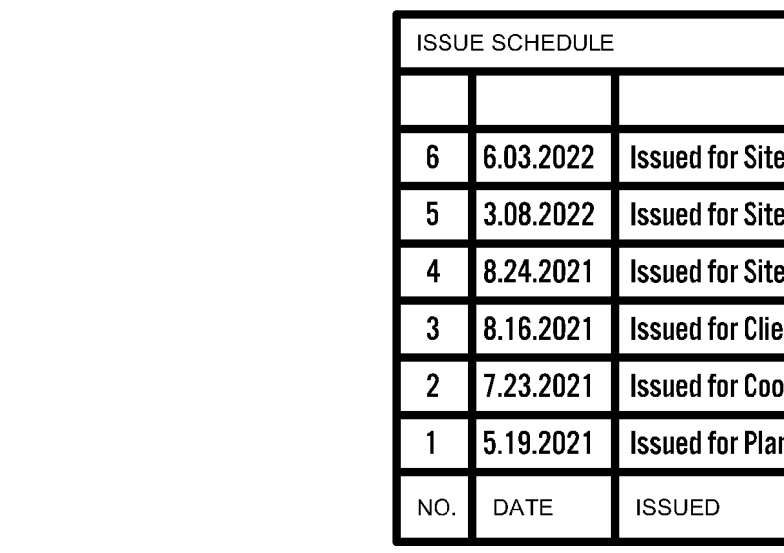 ISSUE SCHEDULE
6 6.03.2022 Issued for Site
5 3.08.2022 Issued for Site
4 8.24.2021 Issued for Site
3 8.16.2021 Issued for
2 7.23.2021 Issued for
1 5.19.2021 Issued for
NO. DATE ISSUED